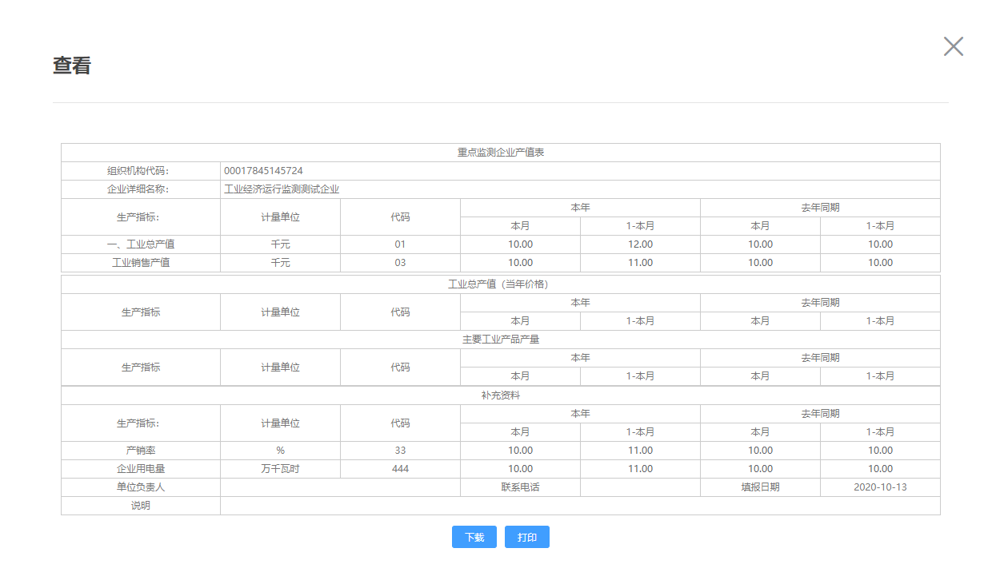 查看
重点监测企业产值表
组织机构代码: 00017845145724
企业详细名称: 工业经济运行监测测试企业
生产指标: 计量单位 代码 本年 去年同期
本月 1-本月 本月 1-本月
一、工业总产值 千元 01 10.00 12.00 10.00 10.00
工业销售产值 千元 03 10.00 11.00 10.00 10.00
工业总产值（当年价格）
生产指标 计量单位 代码 本年 去年同期
本月 1-本月 本月 1-本月
主要工业产品产量
生产指标 计量单位 代码 本年 去年同期
本月 1-本月 本月 1-本月
补充资料
生产指标: 计量单位 代码 本年 去年同期
本月 1-本月 本月 1-本月
产销率 % 33 10.00 11.00 10.00 10.00
企业用电量 万千瓦时 444 10.00 11.00 10.00 10.00
单位负责人 联系电话 填报日期 2020-10-13
说明
下载 打印